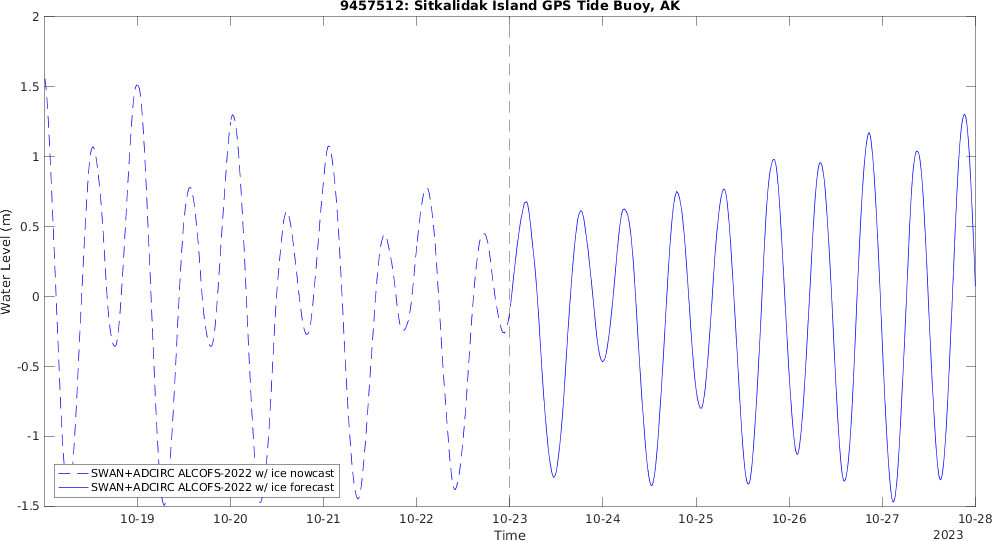 9457512: Sitkalidak Island GPS Tide Buoy, AK
2
1.5
1
0.5
0
-0.5
-1
-1.5
Water Level (m)
SWAN+ADCIRC ALCOFS-2022 w/ ice nowcast
SWAN+ADCIRC ALCOFS-2022 w/ ice forecast
10-19 10-20 10-21 10-22 10-23 10-24 10-25 10-26 10-27 10-28
Time
2023